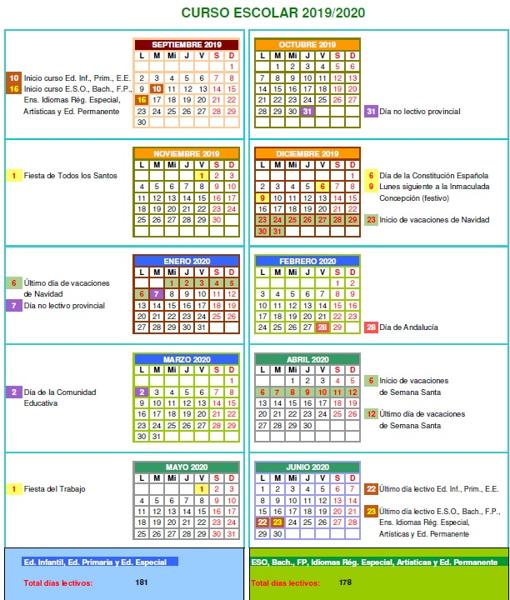 CURSO ESCOLAR 2019/2020
SEPTIEMBRE 2019
L M Mi J V S D
1
2 3 4 5 6 7 8
9 10 11 12 13 14 15
16 17 18 19 20 21 22
23 24 25 26 27 28 29
30
10 Inicio curso Ed. Inf., Prim., E.E.
16 Inicio curso E.S.O., Bach., F.P.,
Ens. Idiomas Rég. Especial,
Artísticas y Ed. Permanente
OCTUBRE 2019
L M Mi J V S D
1 2 3 4 5 6
7 8 9 10 11 12 13
14 15 16 17 18 19 20
21 22 23 24 25 26 27
28 29 30 31
31 Día no lectivo provincial
NOVIEMBRE 2019
L M Mi J V S D
1 2 3
4 5 6 7 8 9 10
11 12 13 14 15 16 17
18 19 20 21 22 23 24
25 26 27 28 29 30
1 Fiesta de Todos los Santos
DICIEMBRE 2019
L M Mi J V S D
1
2 3 4 5 6 7 8
9 10 11 12 13 14 15
16 17 18 19 20 21 22
23 24 25 26 27 28 29
30 31
6 Día de la Constitución Española
9 Lunes siguiente a la Inmaculada
Concepción (festivo)
23 Inicio de vacaciones de Navidad
ENERO 2020
L M Mi J V S D
1 2 3 4 5
6 7 8 9 10 11 12
13 14 15 16 17 18 19
20 21 22 23 24 25 26
27 28 29 30 31
6 Último día de vacaciones
de Navidad
7 Día no lectivo provincial
FEBRERO 2020
L M Mi J V S D
1 2
3 4 5 6 7 8 9
10 11 12 13 14 15 16
17 18 19 20 21 22 23
24 25 26 27 28 29
28 Día de Andalucía
MARZO 2020
L M Mi J V S D
1
2 3 4 5 6 7 8
9 10 11 12 13 14 15
16 17 18 19 20 21 22
23 24 25 26 27 28 29
30 31
2 Día de la Comunidad
Educativa
ABRIL 2020
L M Mi J V S D
1 2 3 4 5
6 7 8 9 10 11 12
13 14 15 16 17 18 19
20 21 22 23 24 25 26
27 28 29 30
6 Inicio de vacaciones
de Semana Santa
12 Último día de vacaciones
de Semana Santa
MAYO 2020
L M Mi J V S D
1 2 3
4 5 6 7 8 9 10
11 12 13 14 15 16 17
18 19 20 21 22 23 24
25 26 27 28 29 30 31
1 Fiesta del Trabajo
JUNIO 2020
L M Mi J V S D
1 2 3 4 5 6 7
8 9 10 11 12 13 14
15 16 17 18 19 20 21
22 23 24 25 26 27 28
29 30
22 Último día lectivo Ed. Inf., Prim., E.E.
23 Último día lectivo E.S.O., Bach., F.P.,
Ens. Idiomas Rég. Especial,
Artísticas y Ed. Permanente
Ed. Infantil, Ed. Primaria y Ed. Especial
Total días lectivos: 181
ESO, Bach., FP, Idiomas Rég. Especial, Artísticas y Ed. Permanente
Total días lectivos: 178